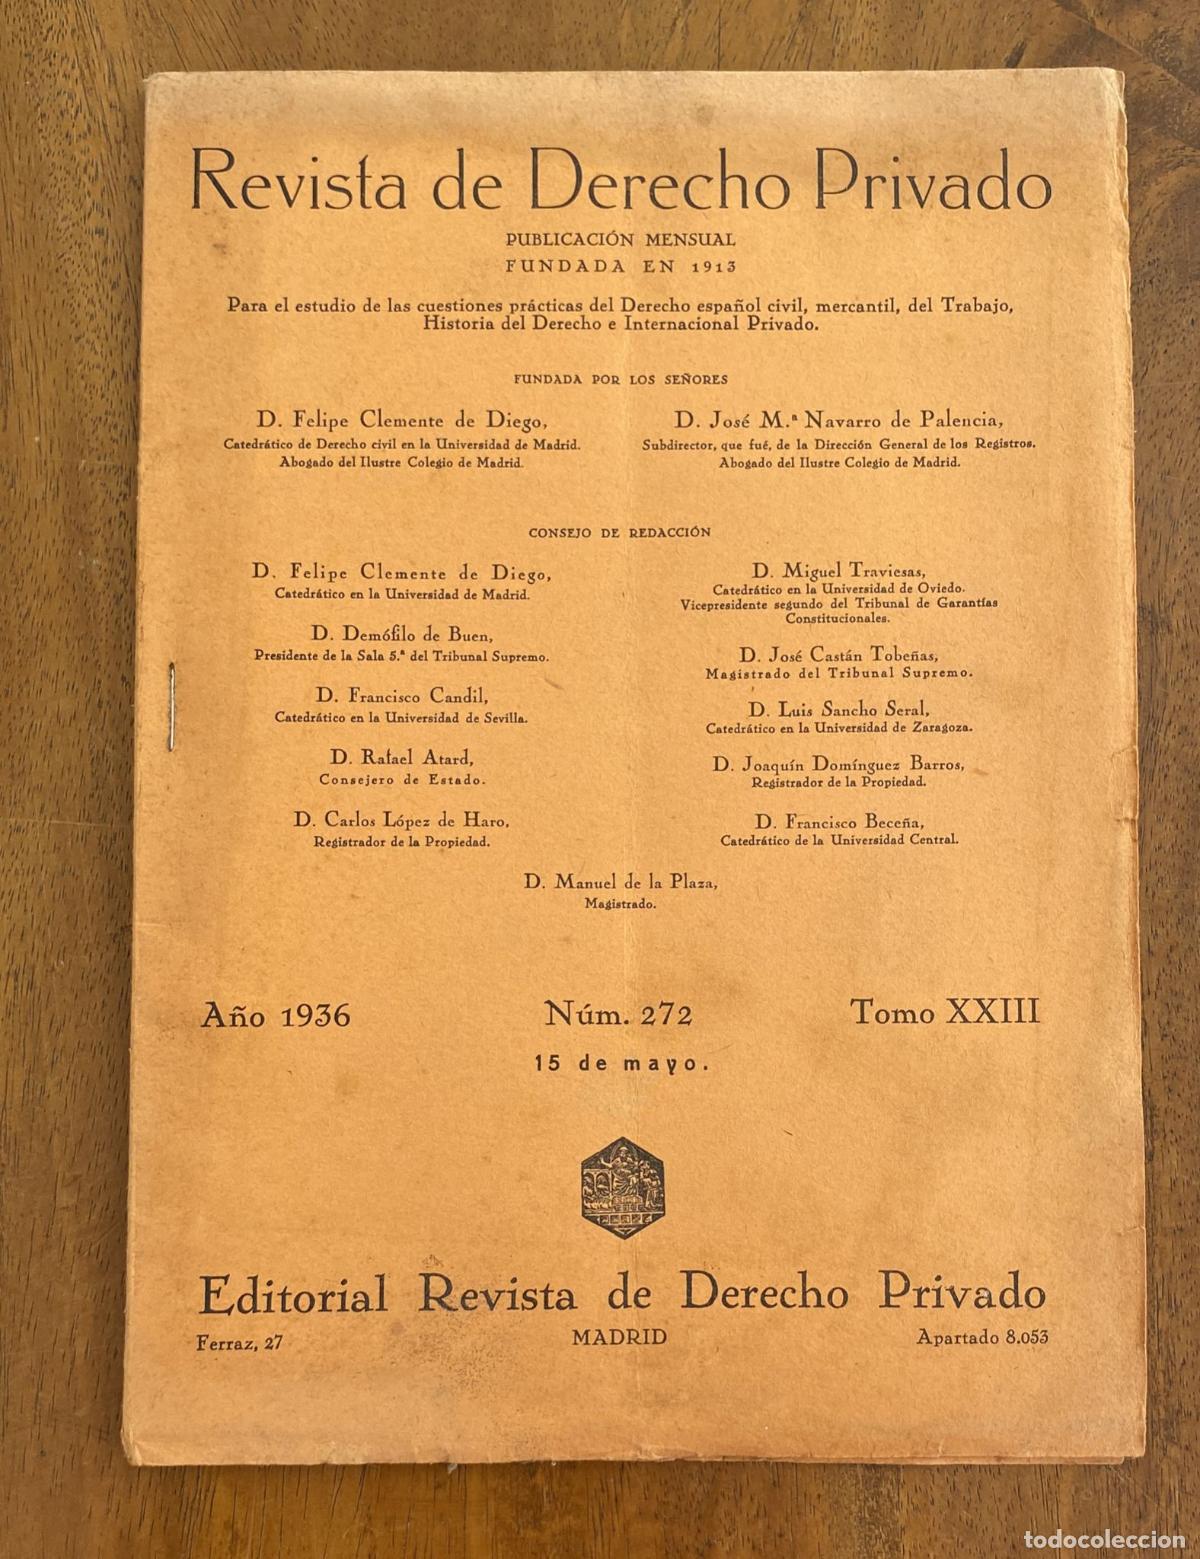 Revista de Derecho Privado
PUBLICACIÓN MENSUAL
FUNDADA EN 1913
Para el estudio de las cuestiones prácticas del Derecho español civil, mercantil, del Trabajo,
Historia del Derecho e Internacional Privado.
FUNDADA POR LOS SEÑORES
D. Felipe Clemente de Diego,
Catedrático de Derecho civil en la Universidad de Madrid.
Abogado del Ilustre Colegio de Madrid.
D. José M.ª Navarro de Palencia,
Subdirector, que fué, de la Dirección General de los Registros.
Abogado del Ilustre Colegio de Madrid.
CONSEJO DE REDACCIÓN
D. Felipe Clemente de Diego,
Catedrático en la Universidad de Madrid.
D. Demófilo de Buen,
Presidente de la Sala 5.ª del Tribunal Supremo.
D. Francisco Candil,
Catedrático en la Universidad de Sevilla.
D. Rafael Atard,
Consejero de Estado.
D. Carlos López de Haro,
Registrador de la Propiedad.
D. Miguel Traviesas,
Catedrático en la Universidad de Oviedo.
Vicepresidente segundo del Tribunal de Garantías
Constitucionales.
D. José Castán Tobeñas,
Magistrado del Tribunal Supremo.
D. Luis Sancho Seral,
Catedrático en la Universidad de Zaragoza.
D. Joaquín Domínguez Barros,
Registrador de la Propiedad.
D. Francisco Beceña,
Catedrático de la Universidad Central.
D. Manuel de la Plaza,
Magistrado.
Año 1936 Núm. 272 Tomo XXIII
15 de mayo.
Editorial Revista de Derecho Privado
Ferraz, 27 MADRID Apartado 8.053
todocoleccion